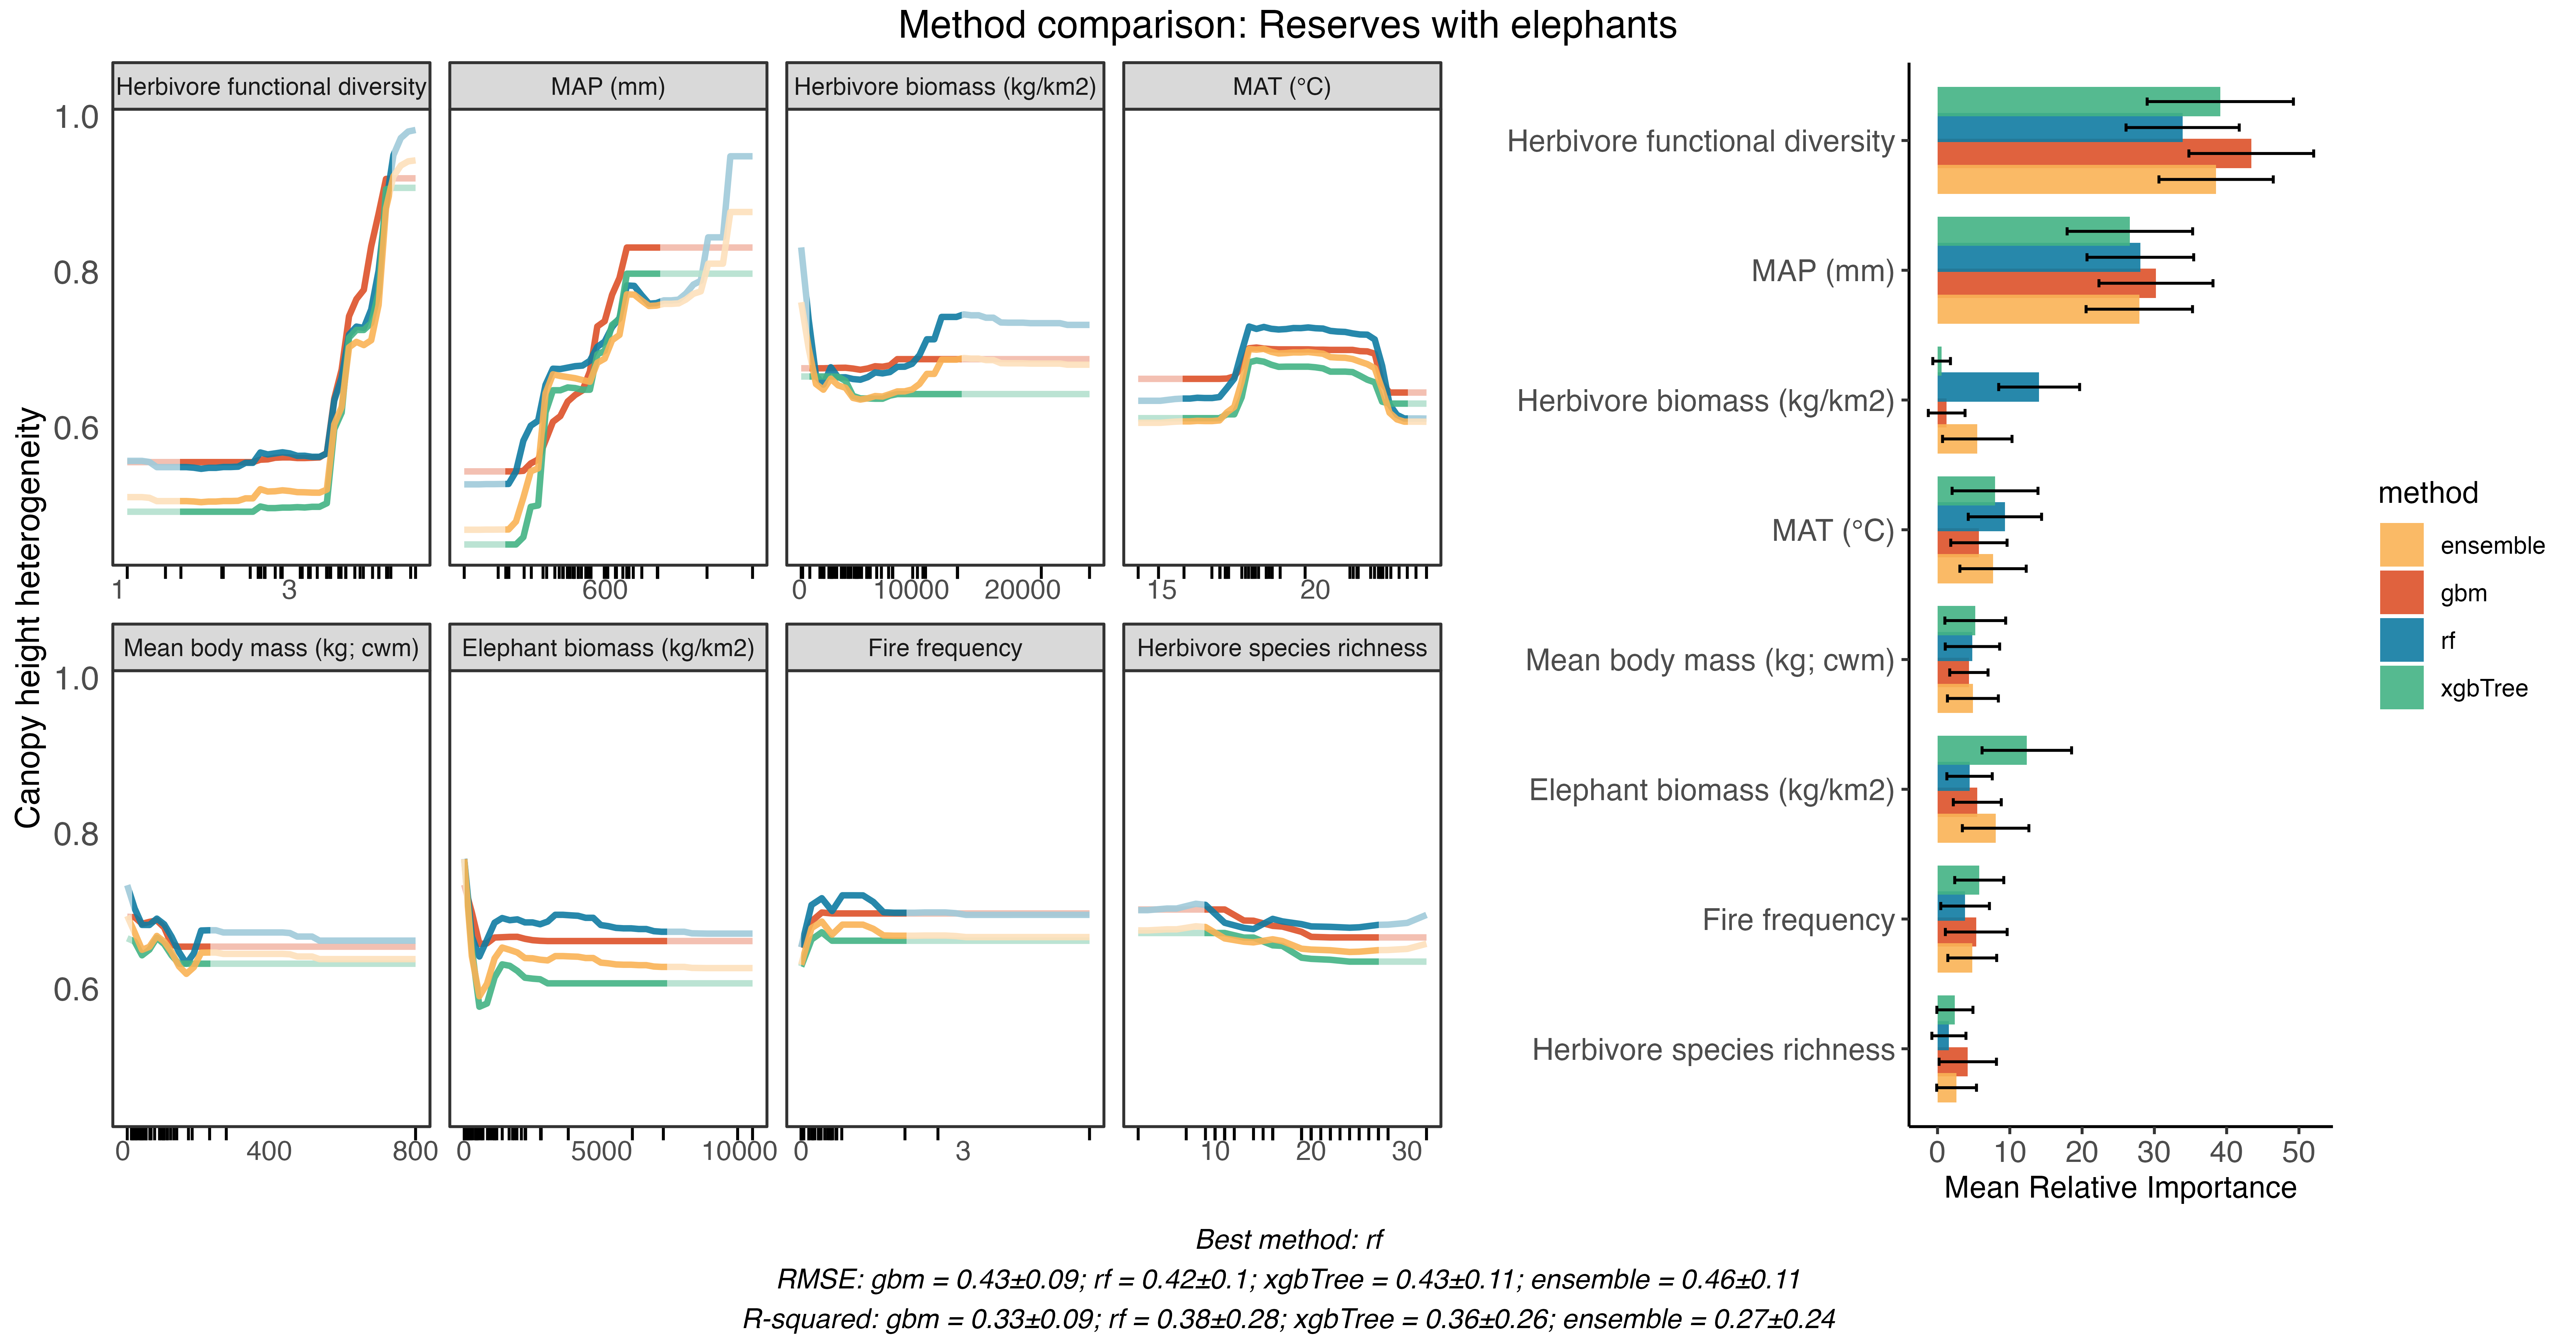 Method comparison: Reserves with elephants
Herbivore functional diversity
MAP (mm)
Herbivore biomass (kg/km2)
MAT (°C)
Canopy height heterogeneity
1.0
0.8
0.6
1 3
600
0 10000 20000
15 20
Mean body mass (kg; cwm)
Elephant biomass (kg/km2)
Fire frequency
Herbivore species richness
1.0
0.8
0.6
0 400 800
0 5000 10000
0 3
10 20 30
Herbivore functional diversity
MAP (mm)
Herbivore biomass (kg/km2)
MAT (°C)
Mean body mass (kg; cwm)
Elephant biomass (kg/km2)
Fire frequency
Herbivore species richness
0 10 20 30 40 50
Mean Relative Importance
method
ensemble
gbm
rf
xgbTree
Best method: rf
RMSE: gbm = 0.43±0.09; rf = 0.42±0.1; xgbTree = 0.43±0.11; ensemble = 0.46±0.11
R-squared: gbm = 0.33±0.09; rf = 0.38±0.28; xgbTree = 0.36±0.26; ensemble = 0.27±0.24